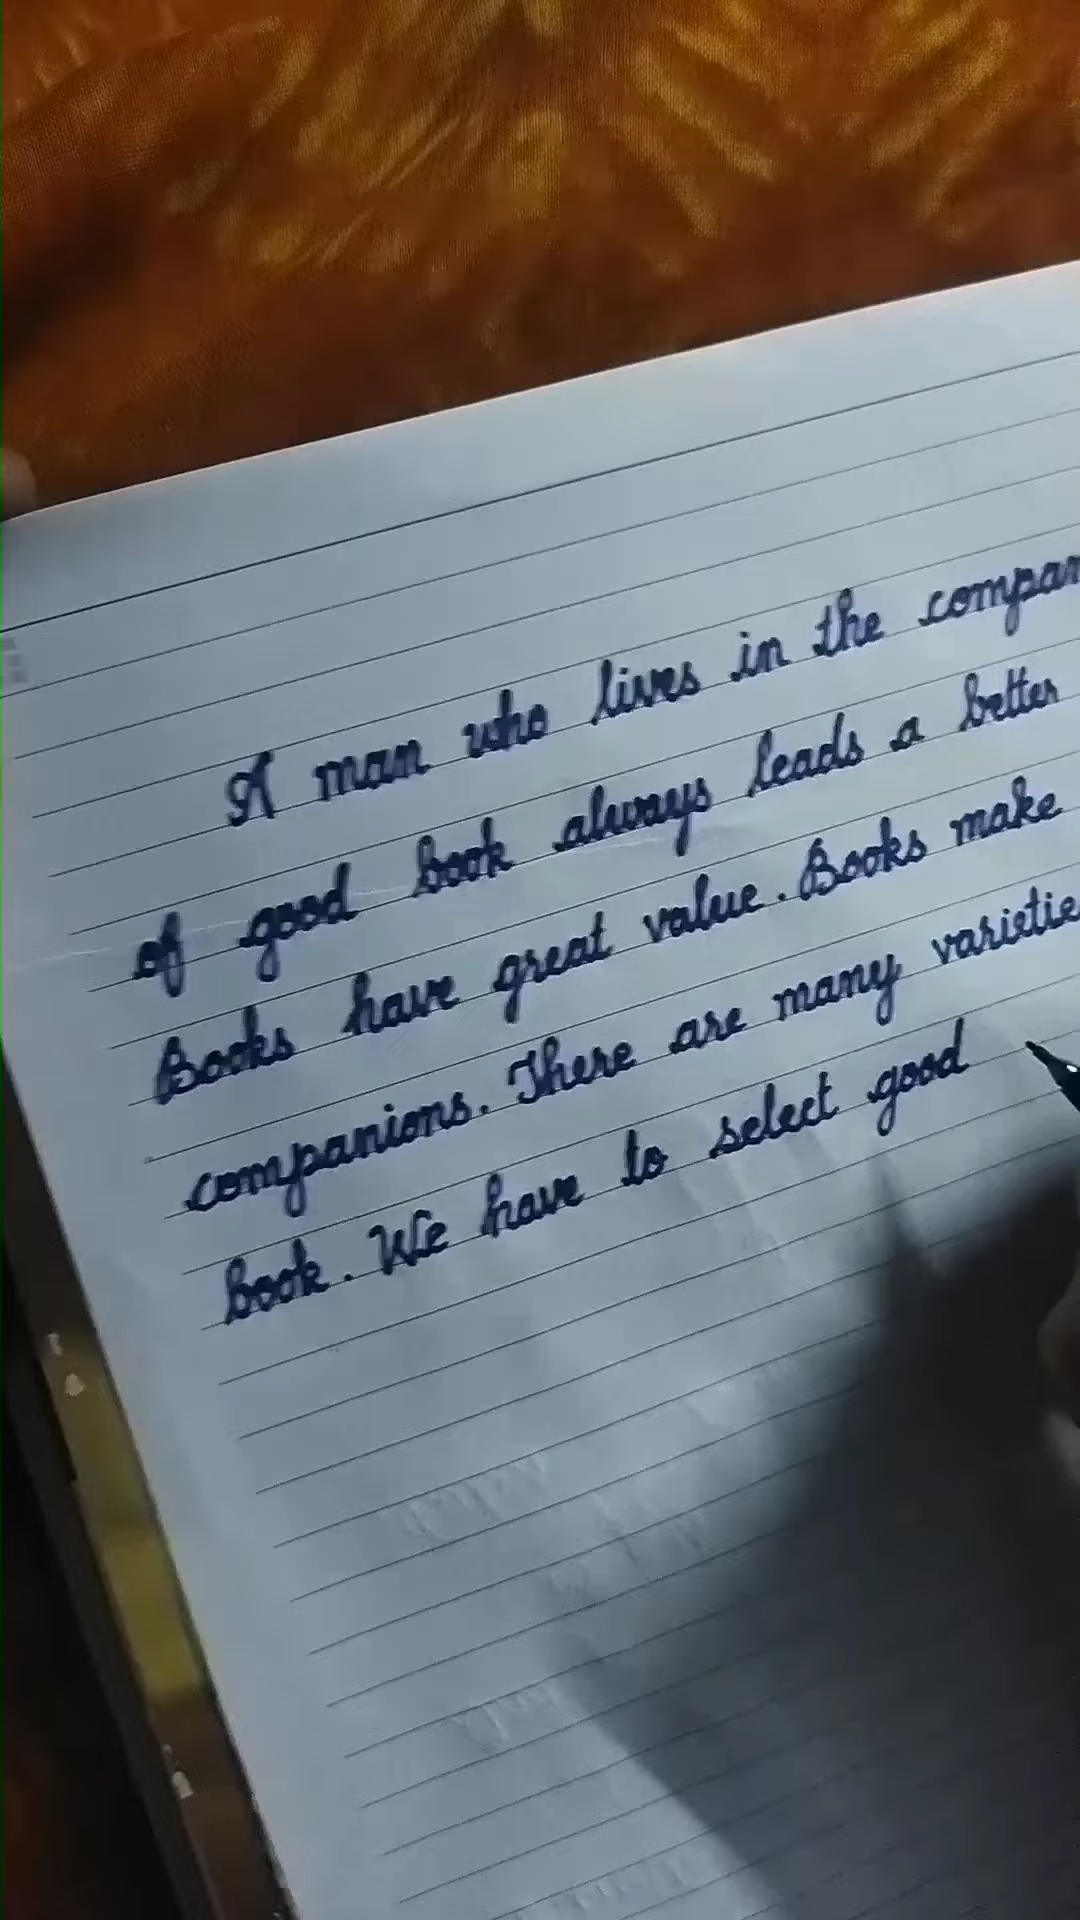 A man who lives in the compan
of good book always leads a better
Books have great value. Books make
companions. There are many varietie
book. We have to select good